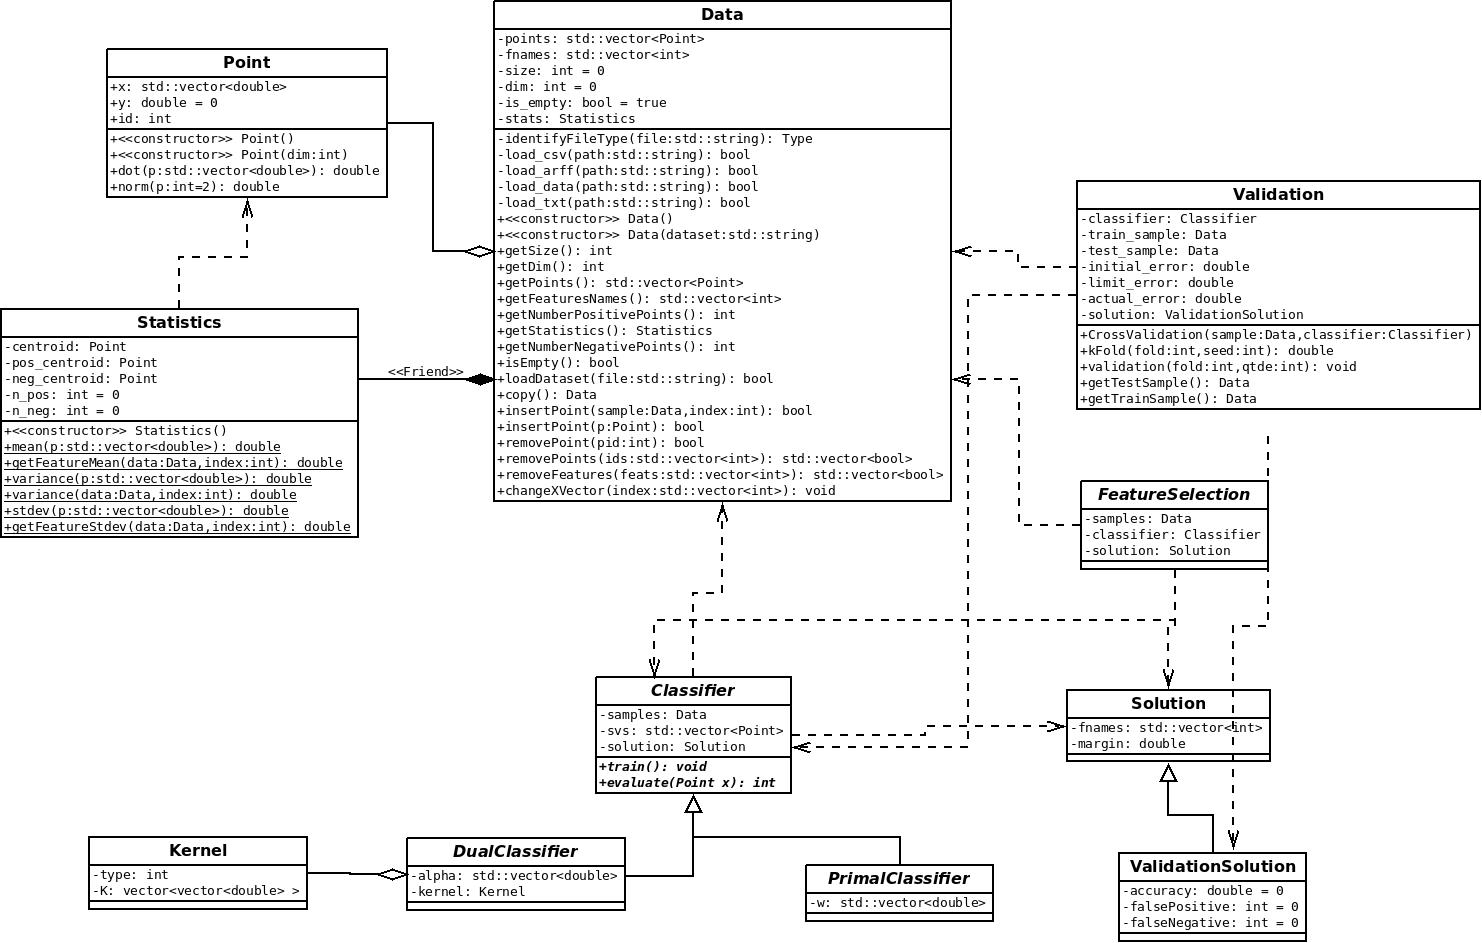 Data
-points: std::vector<Point>
-fnames: std::vector<int>
-size: int = 0
-dim: int = 0
-is_empty: bool = true
-stats: Statistics
-identifyFileType(file:std::string): Type
-load_csv(path:std::string): bool
-load_arff(path:std::string): bool
-load_data(path:std::string): bool
-load_txt(path:std::string): bool
+<<constructor>> Data()
+<<constructor>> Data(dataset:std::string)
+getSize(): int
+getDim(): int
+getPoints(): std::vector<Point>
+getFeaturesNames(): std::vector<int>
+getNumberPositivePoints(): int
+getStatistics(): Statistics
+getNumberNegativePoints(): int
+isEmpty(): bool
+loadDataset(file:std::string): bool
+copy(): Data
+insertPoint(sample:Data,index:int): bool
+insertPoint(p:Point): bool
+removePoint(pid:int): bool
+removePoints(ids:std::vector<int>): std::vector<bool>
+removeFeatures(feats:std::vector<int>): std::vector<bool>
+changeXVector(index:std::vector<int>): void
Point
+x: std::vector<double>
+y: double = 0
+id: int
+<<constructor>> Point()
+<<constructor>> Point(dim:int)
+dot(p:std::vector<double>): double
+norm(p:int=2): double
Validation
-classifier: Classifier
-train_sample: Data
-test_sample: Data
-initial_error: double
-limit_error: double
-actual_error: double
-solution: ValidationSolution
+CrossValidation(sample:Data,classifier:Classifier)
+kFold(fold:int,seed:int): double
+validation(fold:int,qtde:int): void
+getTestSample(): Data
+getTrainSample(): Data
Statistics
-centroid: Point
-pos_centroid: Point
-neg_centroid: Point
-n_pos: int = 0
-n_neg: int = 0
+<<constructor>> Statistics()
+mean(p:std::vector<double>): double
+getFeatureMean(data:Data,index:int): double
+variance(p:std::vector<double>): double
+variance(data:Data,index:int): double
+stdev(p:std::vector<double>): double
+getFeatureStdev(data:Data,index:int): double
<<Friend>>
FeatureSelection
-samples: Data
-classifier: Classifier
-solution: Solution
Classifier
-samples: Data
-svs: std::vector<Point>
-solution: Solution
+train(): void
+evaluate(Point x): int
Solution
-fnames: std::vector<int>
-margin: double
Kernel
-type: int
-K: vector<vector<double> >
DualClassifier
-alpha: std::vector<double>
-kernel: Kernel
PrimalClassifier
-w: std::vector<double>
ValidationSolution
-accuracy: double = 0
-falsePositive: int = 0
-falseNegative: int = 0